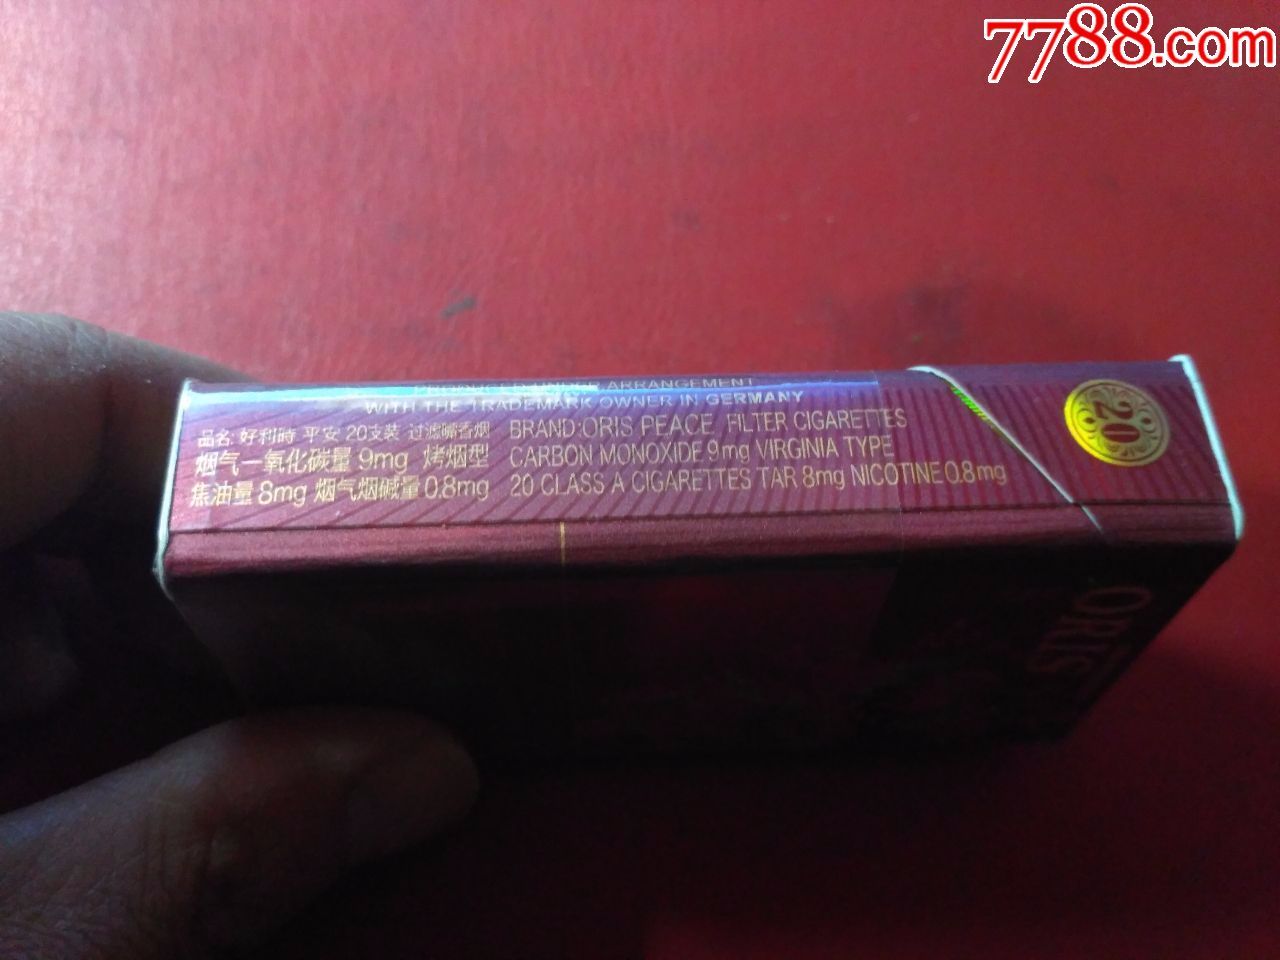 7788.com
PRODUCED UNDER ARRANGEMENT
WITH THE TRADEMARK OWNER IN GERMANY
品名: 好利時 平安 20支装 过滤嘴香烟
烟气一氧化碳量 9mg 烤烟型
焦油量 8mg 烟气烟碱量 0.8mg
BRAND:ORIS PEACE, FILTER CIGARETTES
CARBON MONOXIDE 9mg VIRGINIA TYPE
20 CLASS A CIGARETTES TAR 8mg NICOTINE 0.8mg
20
ORIS